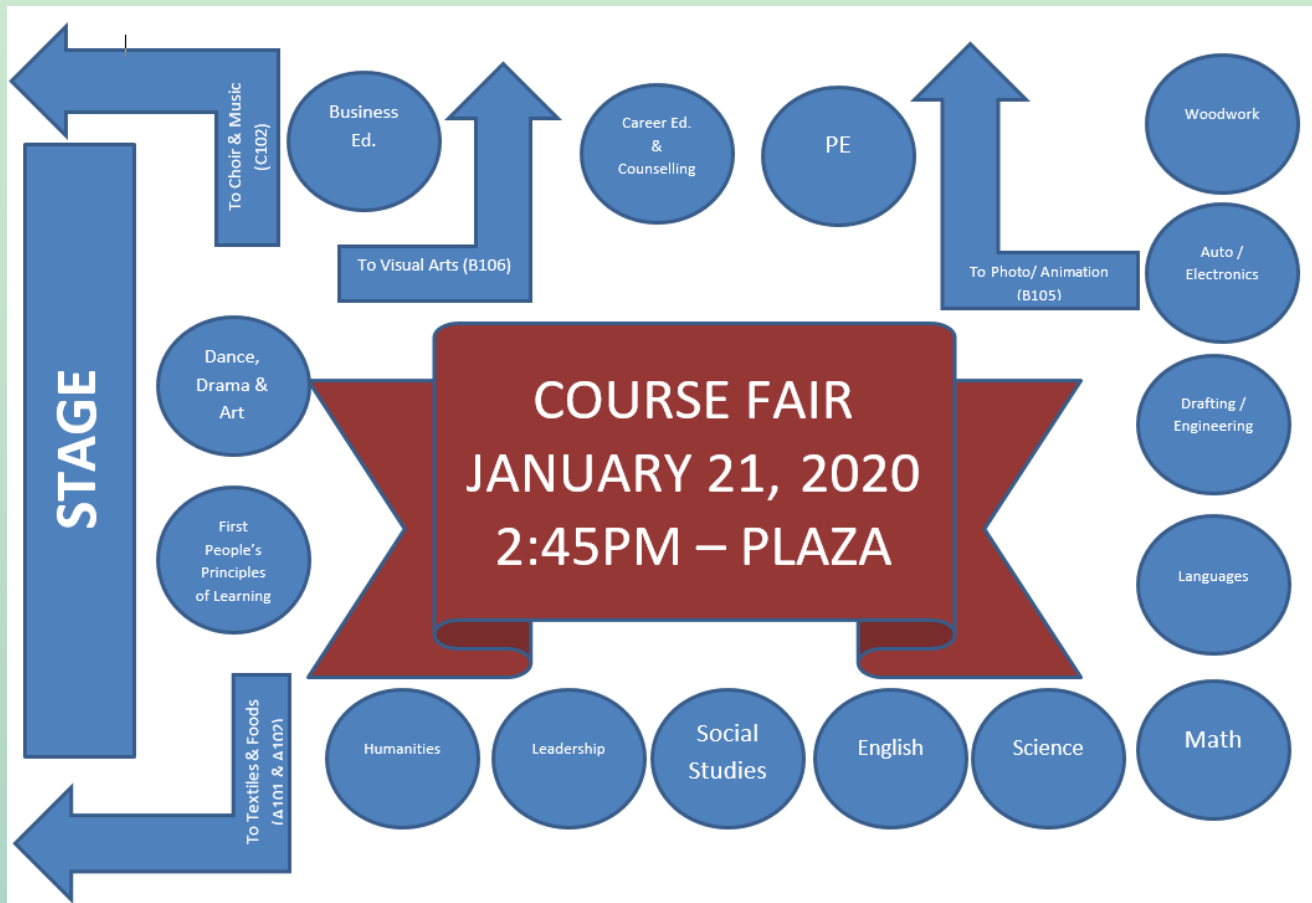 To Choir & Music
(C102)
Business
Ed.
To Visual Arts (B106)
Career Ed.
&
Counselling
PE
To Photo/ Animation
(B105)
Woodwork
Auto /
Electronics
STAGE
Dance,
Drama &
Art
COURSE FAIR
JANUARY 21, 2020
2:45PM – PLAZA
Drafting /
Engineering
First
People’s
Principles
of Learning
Languages
To Textiles & Foods
(A101 & A102)
Humanities
Leadership
Social
Studies
English
Science
Math